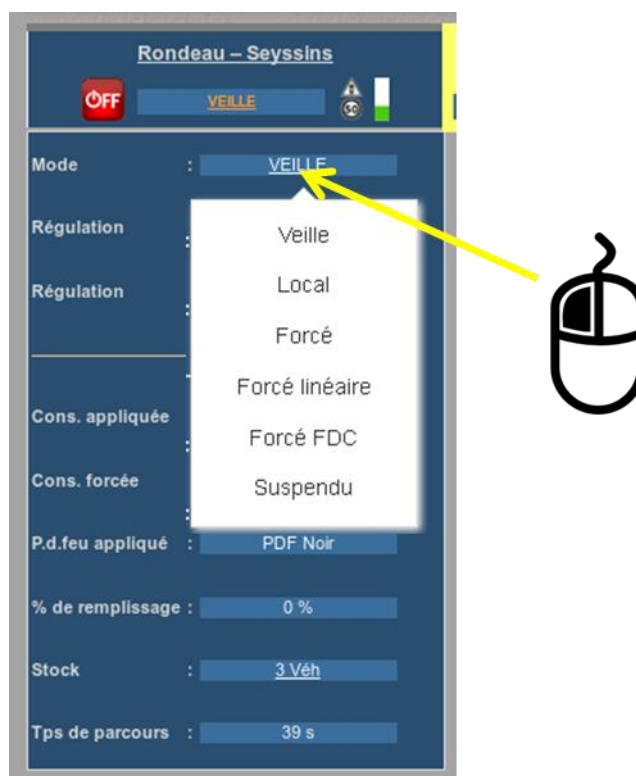 Rondeau – Seyssins
OFF VEILLE 50
Mode : VEILLE
Régulation :
Régulation :
Veille
Local
Forcé
Forcé linéaire
Forcé FDC
Suspendu
Cons. appliquée :
Cons. forcée :
P.d.feu appliqué : PDF Noir
% de remplissage : 0 %
Stock : 3 Véh
Tps de parcours : 39 s